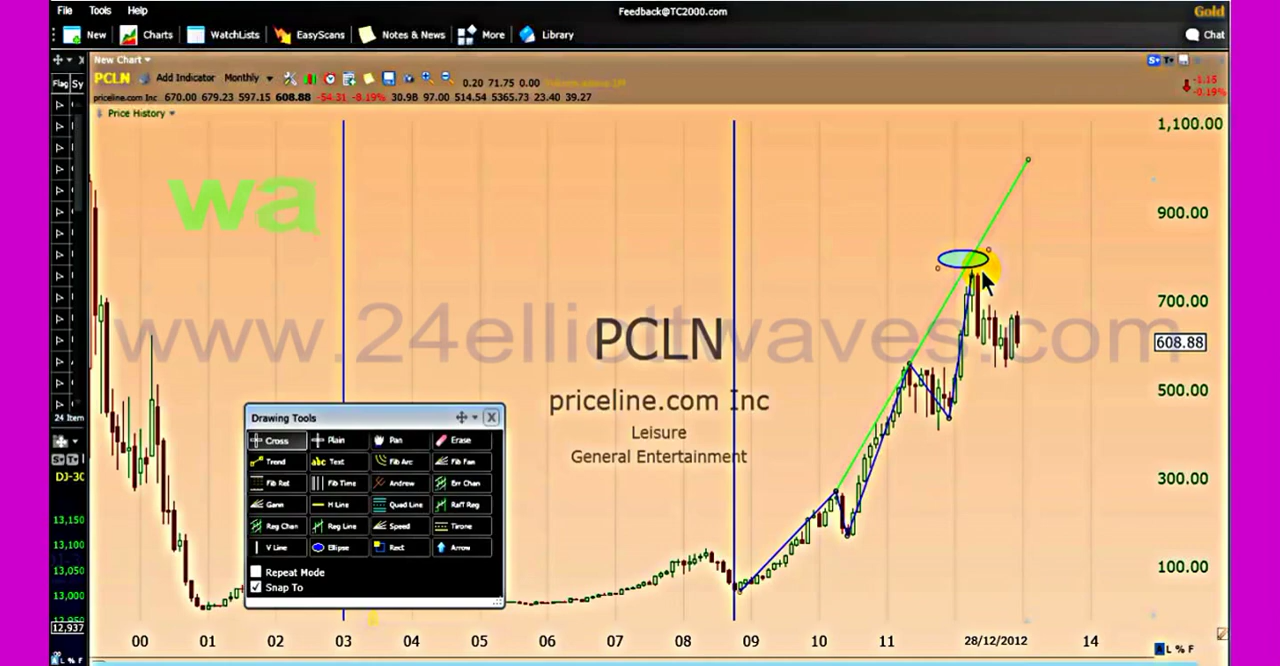 File Tools Help
Feedback@TC2000.com
Gold
New Charts WatchLists EasyScans Notes & News More Library
Chat
New Chart
S+ T+
Flag Sy
PCLN Add Indicator Monthly 0.20 71.75 0.00
-1.15
priceline.com Inc 670.00 679.23 597.15 608.88 -54.31 -8.19% 30.9B 97.00 514.54 5365.73 23.40 39.27
-0.19%
Price History
1,100.00
wa
900.00
700.00
www.24elliottwaves.com
PCLN
608.88
priceline.com Inc
500.00
Leisure
General Entertainment
24 Item
Drawing Tools X
Cross Plain Pan Erase
Trend abc Text Fib Arc Fib Fan
Fib Ret Fib Time Andrew Err Chan
Gann H Line Quad Line Raff Reg
Reg Chan Reg Line Speed Tirone
V Line Ellipse Rect Arrow
Repeat Mode
Snap To
300.00
100.00
S+ T+
DJ-30
13,150
13,100
13,050
13,000
12,950
12,937
00 01 02 03 04 05 06 07 08 09 10 11 28/12/2012 14
A L % F
A L % F